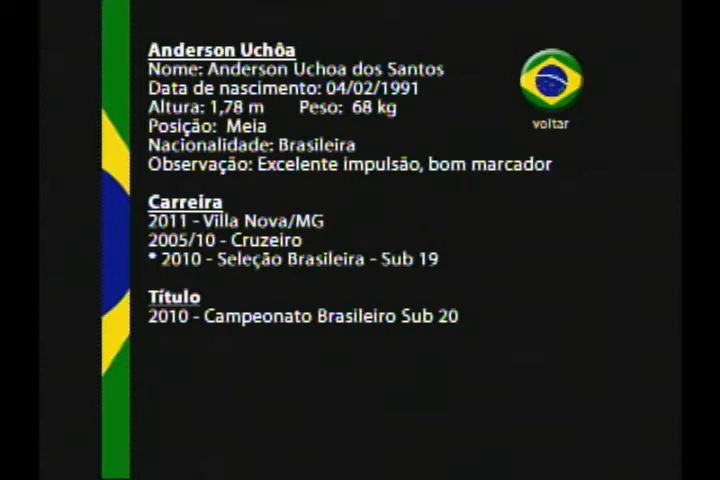 Anderson Uchôa
Nome: Anderson Uchoa dos Santos
Data de nascimento: 04/02/1991
Altura: 1,78 m Peso: 68 kg
Posição: Meia
Nacionalidade: Brasileira
Observação: Excelente impulsão, bom marcador
voltar
Carreira
2011 - Villa Nova/MG
2005/10 - Cruzeiro
* 2010 - Seleção Brasileira - Sub 19
Título
2010 - Campeonato Brasileiro Sub 20